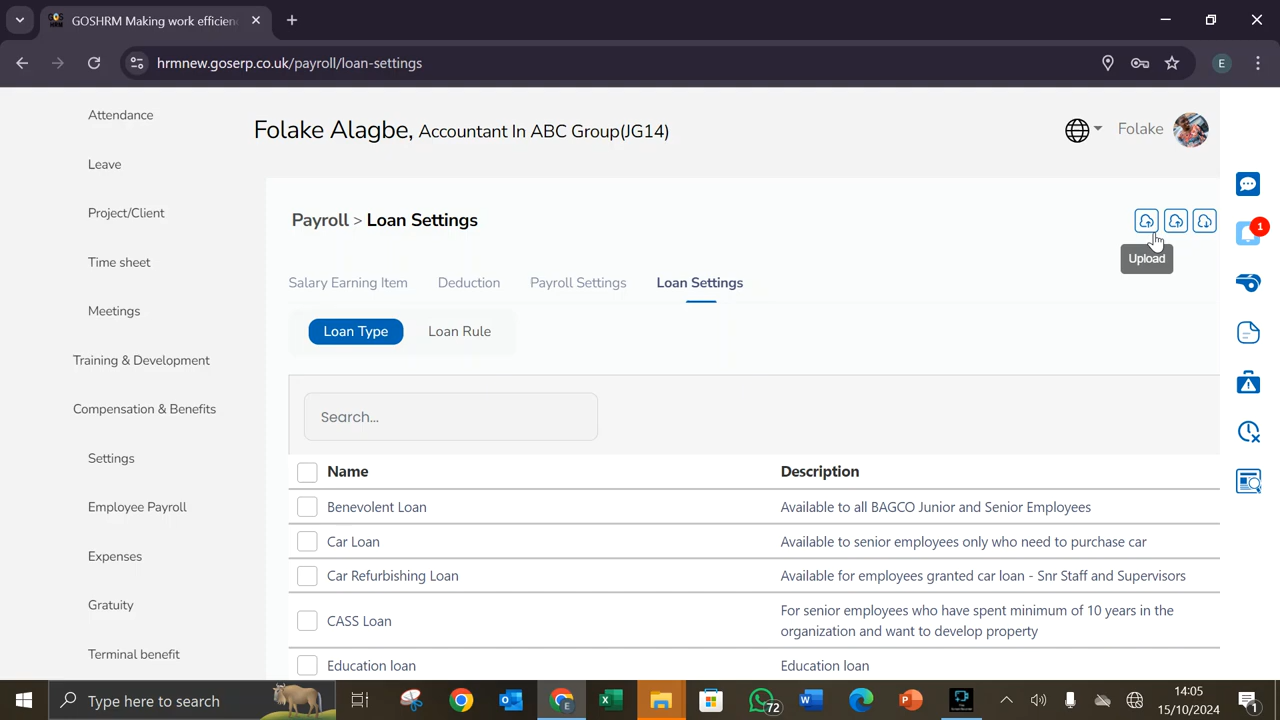 GOSHRM Making work efficien
hrmnew.goserp.co.uk/payroll/loan-settings
E
Attendance
Leave
Project/Client
Time sheet
Meetings
Training & Development
Compensation & Benefits
Settings
Employee Payroll
Expenses
Gratuity
Terminal benefit
Folake Alagbe, Accountant In ABC Group(JG14)
Folake
Payroll > Loan Settings
Upload
1
Salary Earning Item Deduction Payroll Settings Loan Settings
Loan Type Loan Rule
Search...
Name Description
Benevolent Loan Available to all BAGCO Junior and Senior Employees
Car Loan Available to senior employees only who need to purchase car
Car Refurbishing Loan Available for employees granted car loan - Snr Staff and Supervisors
CASS Loan For senior employees who have spent minimum of 10 years in the
organization and want to develop property
Education loan Education loan
Type here to search
72
14:05
15/10/2024
1